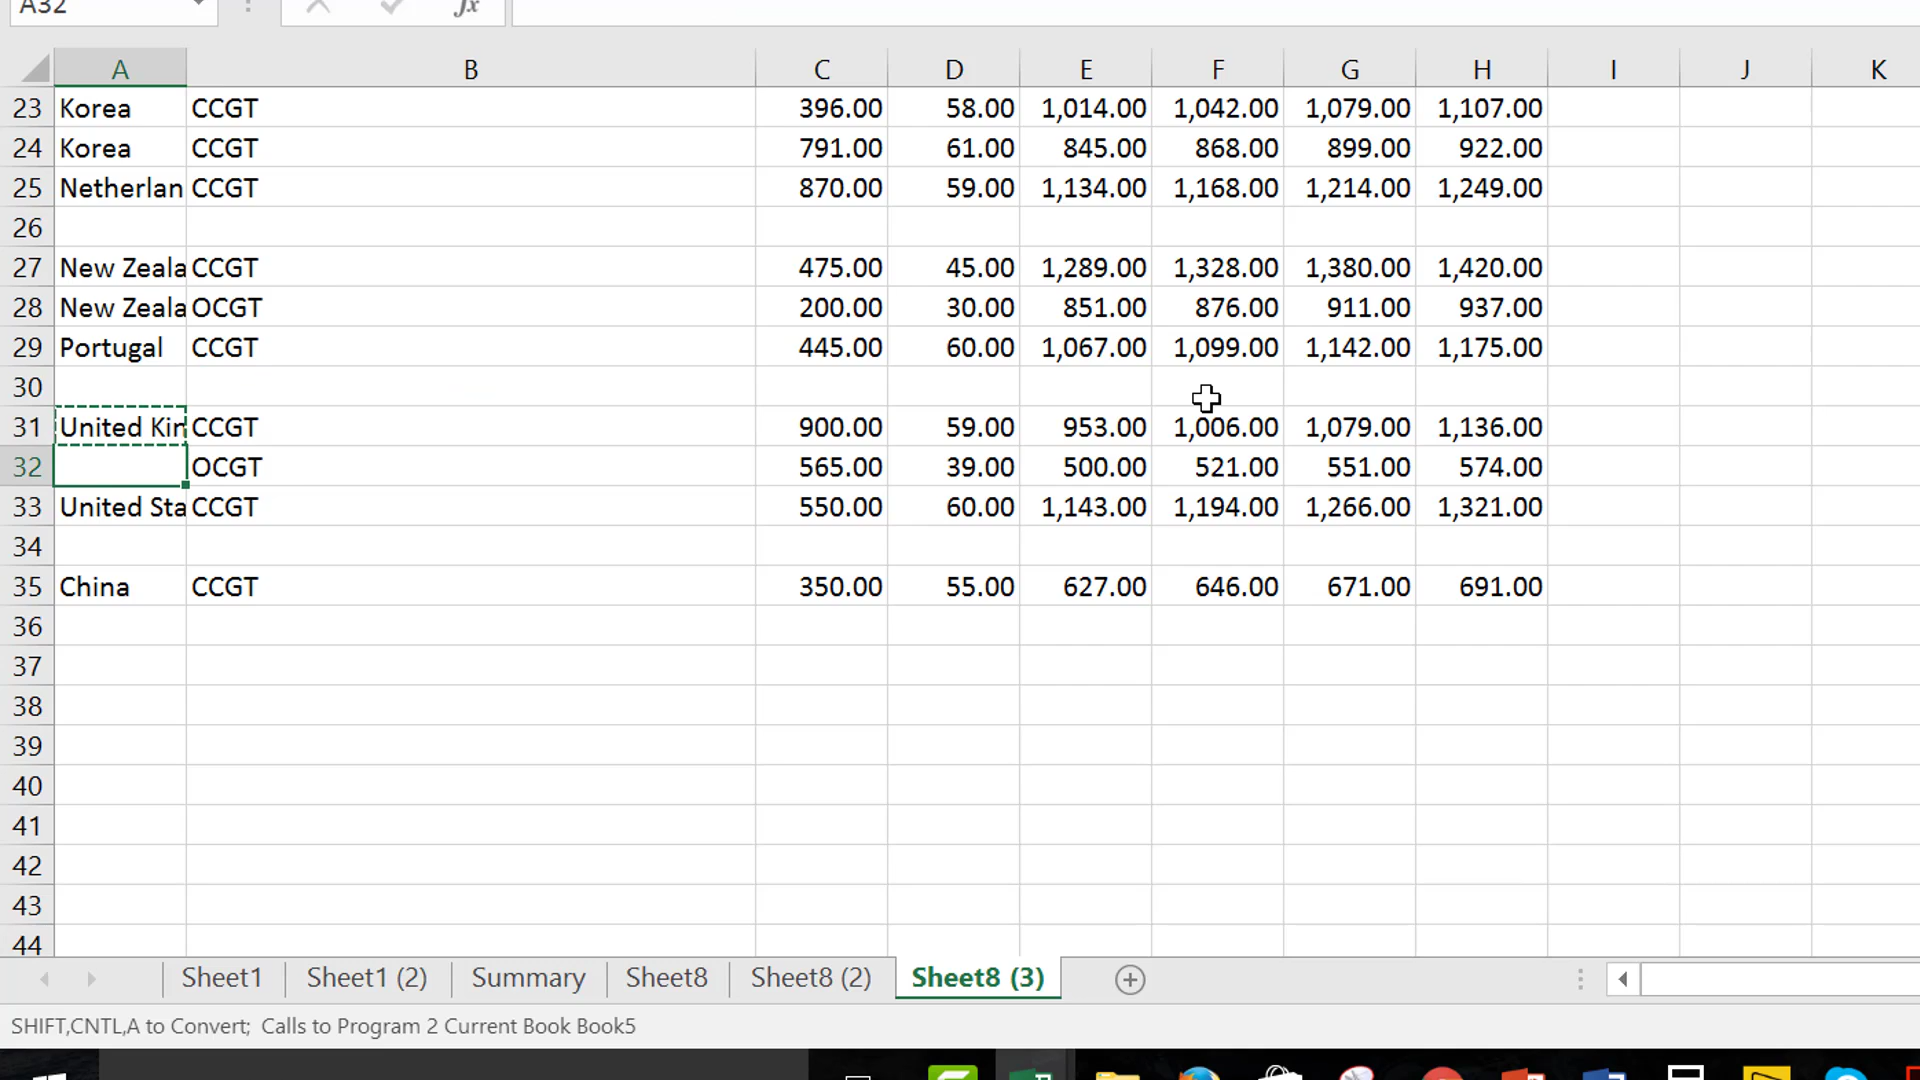 A32 fx
A B C D E F G H I J K
23 Korea CCGT 396.00 58.00 1,014.00 1,042.00 1,079.00 1,107.00
24 Korea CCGT 791.00 61.00 845.00 868.00 899.00 922.00
25 Netherlan CCGT 870.00 59.00 1,134.00 1,168.00 1,214.00 1,249.00
26
27 New Zeala CCGT 475.00 45.00 1,289.00 1,328.00 1,380.00 1,420.00
28 New Zeala OCGT 200.00 30.00 851.00 876.00 911.00 937.00
29 Portugal CCGT 445.00 60.00 1,067.00 1,099.00 1,142.00 1,175.00
30
31 United Kin CCGT 900.00 59.00 953.00 1,006.00 1,079.00 1,136.00
32 OCGT 565.00 39.00 500.00 521.00 551.00 574.00
33 United Sta CCGT 550.00 60.00 1,143.00 1,194.00 1,266.00 1,321.00
34
35 China CCGT 350.00 55.00 627.00 646.00 671.00 691.00
36
37
38
39
40
41
42
43
44
Sheet1 Sheet1 (2) Summary Sheet8 Sheet8 (2) Sheet8 (3)
SHIFT,CNTL,A to Convert; Calls to Program 2 Current Book Book5